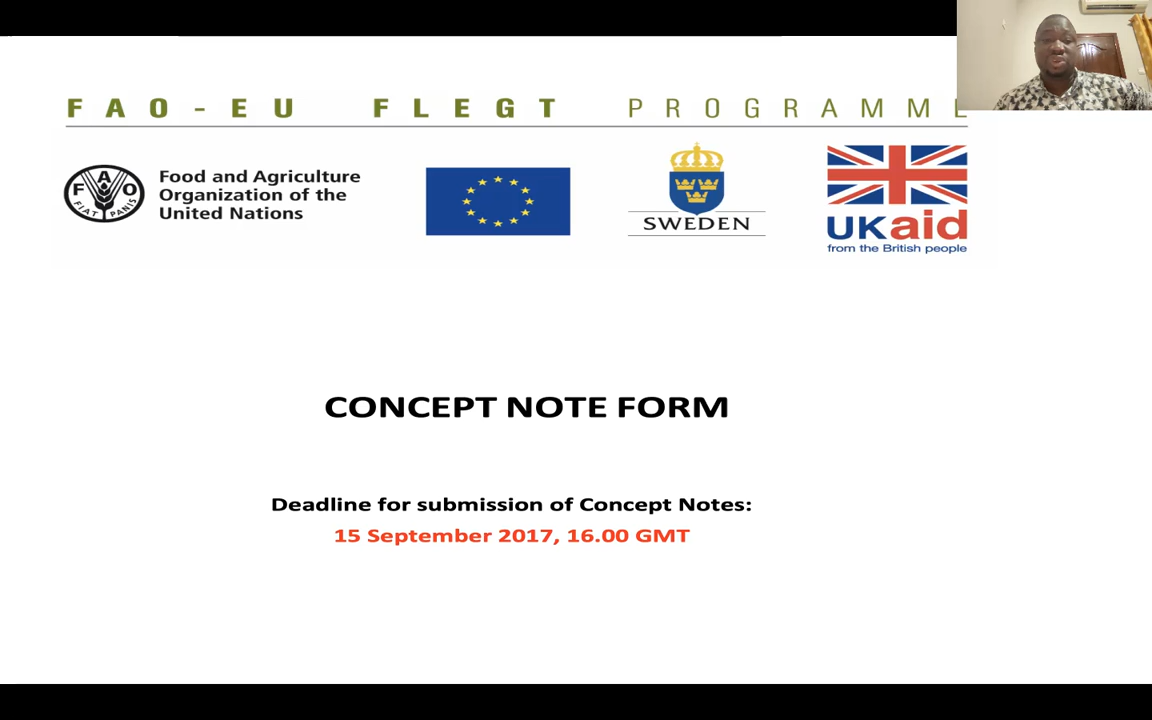 FAO-EU FLEGT PROGRAMME
FAO
FIAT PANIS
Food and Agriculture
Organization of the
United Nations
SWEDEN
UKaid
from the British people
CONCEPT NOTE FORM
Deadline for submission of Concept Notes:
15 September 2017, 16.00 GMT